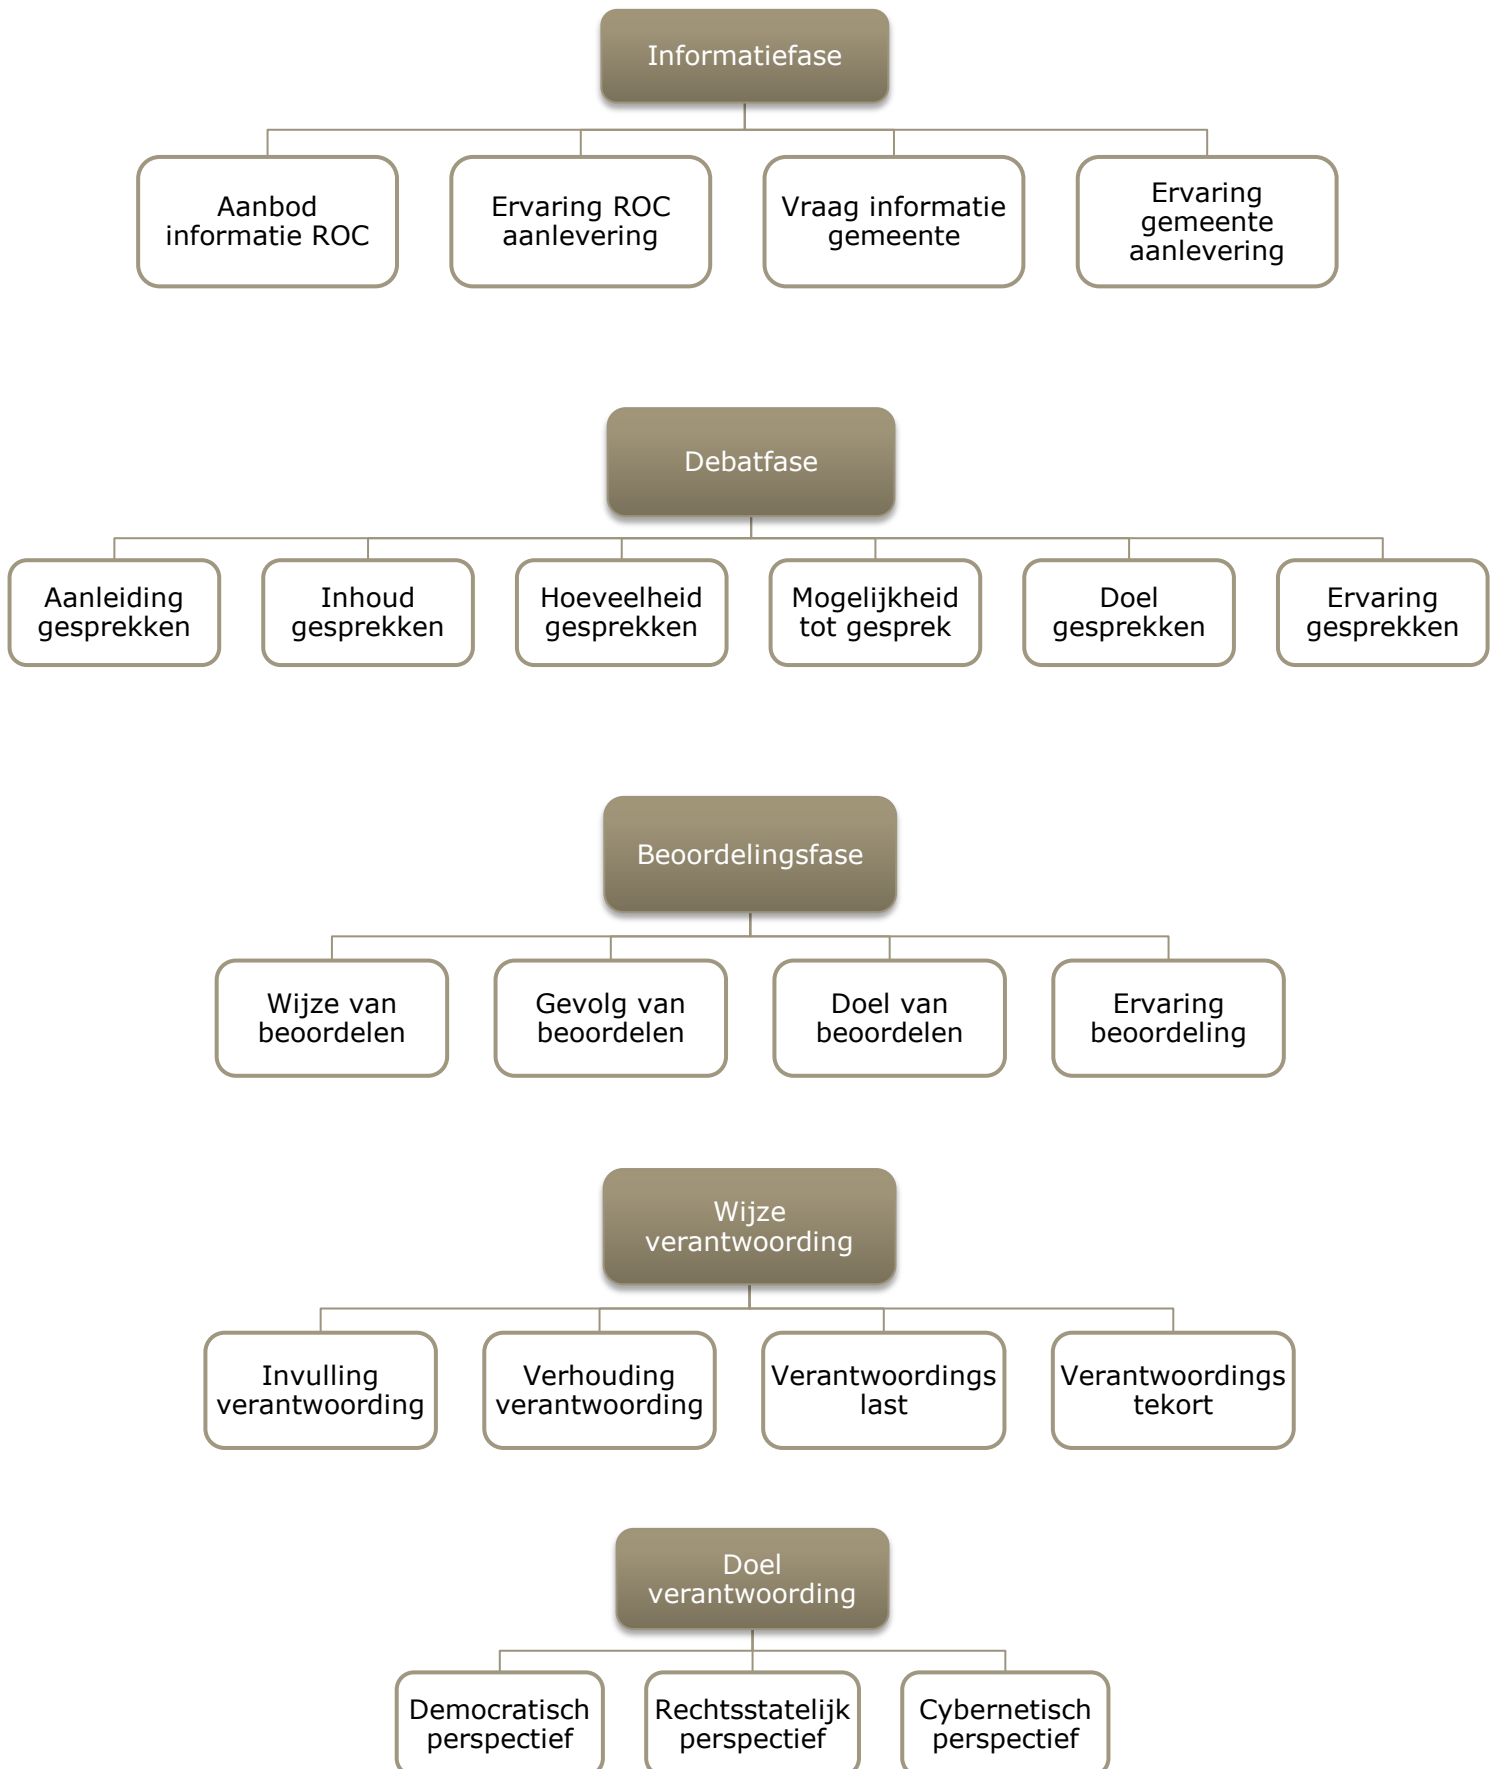 Informatiefase
Aanbod
informatie ROC
Ervaring ROC
aanlevering
Vraag informatie
gemeente
Ervaring
gemeente
aanlevering
Debatfase
Aanleiding
gesprekken
Inhoud
gesprekken
Hoeveelheid
gesprekken
Mogelijkheid
tot gesprek
Doel
gesprekken
Ervaring
gesprekken
Beoordelingsfase
Wijze van
beoordelen
Gevolg van
beoordelen
Doel van
beoordelen
Ervaring
beoordeling
Wijze
verantwoording
Invulling
verantwoording
Verhouding
verantwoording
Verantwoordings
last
Verantwoordings
tekort
Doel
verantwoording
Democratisch
perspectief
Rechtsstatelijk
perspectief
Cybernetisch
perspectief